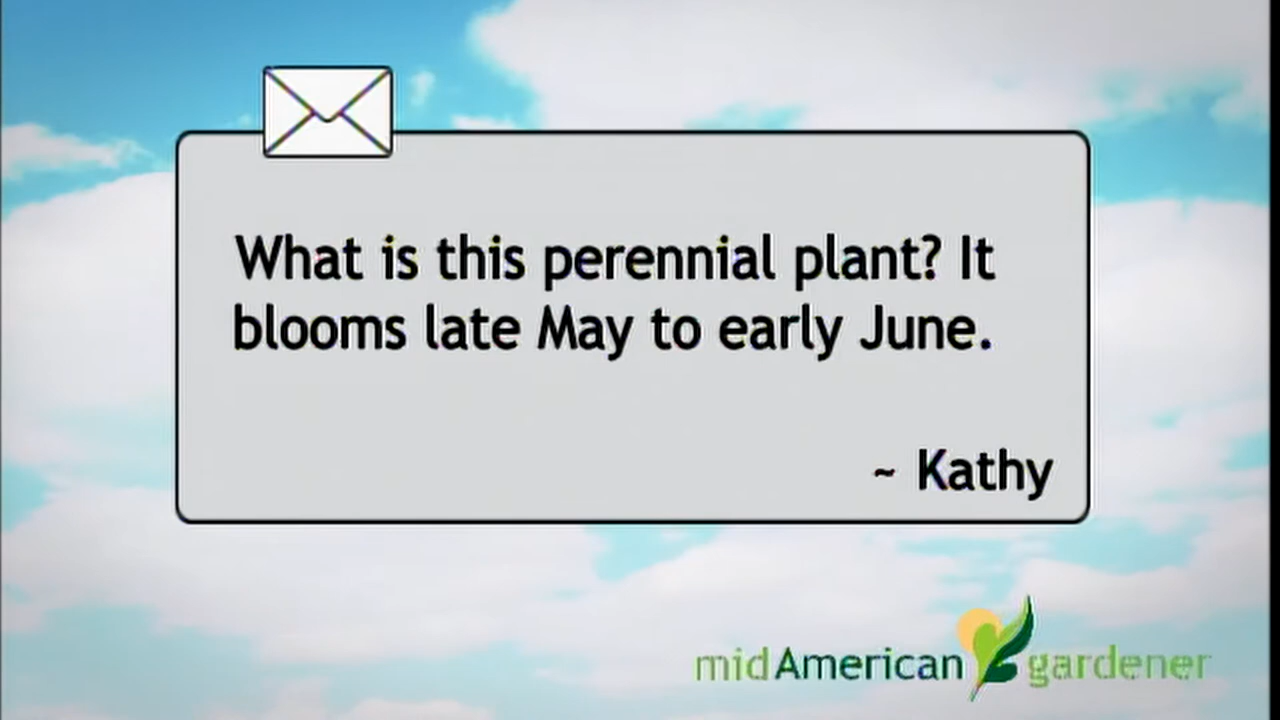 What is this perennial plant? It
blooms late May to early June.
~ Kathy
midAmerican gardener